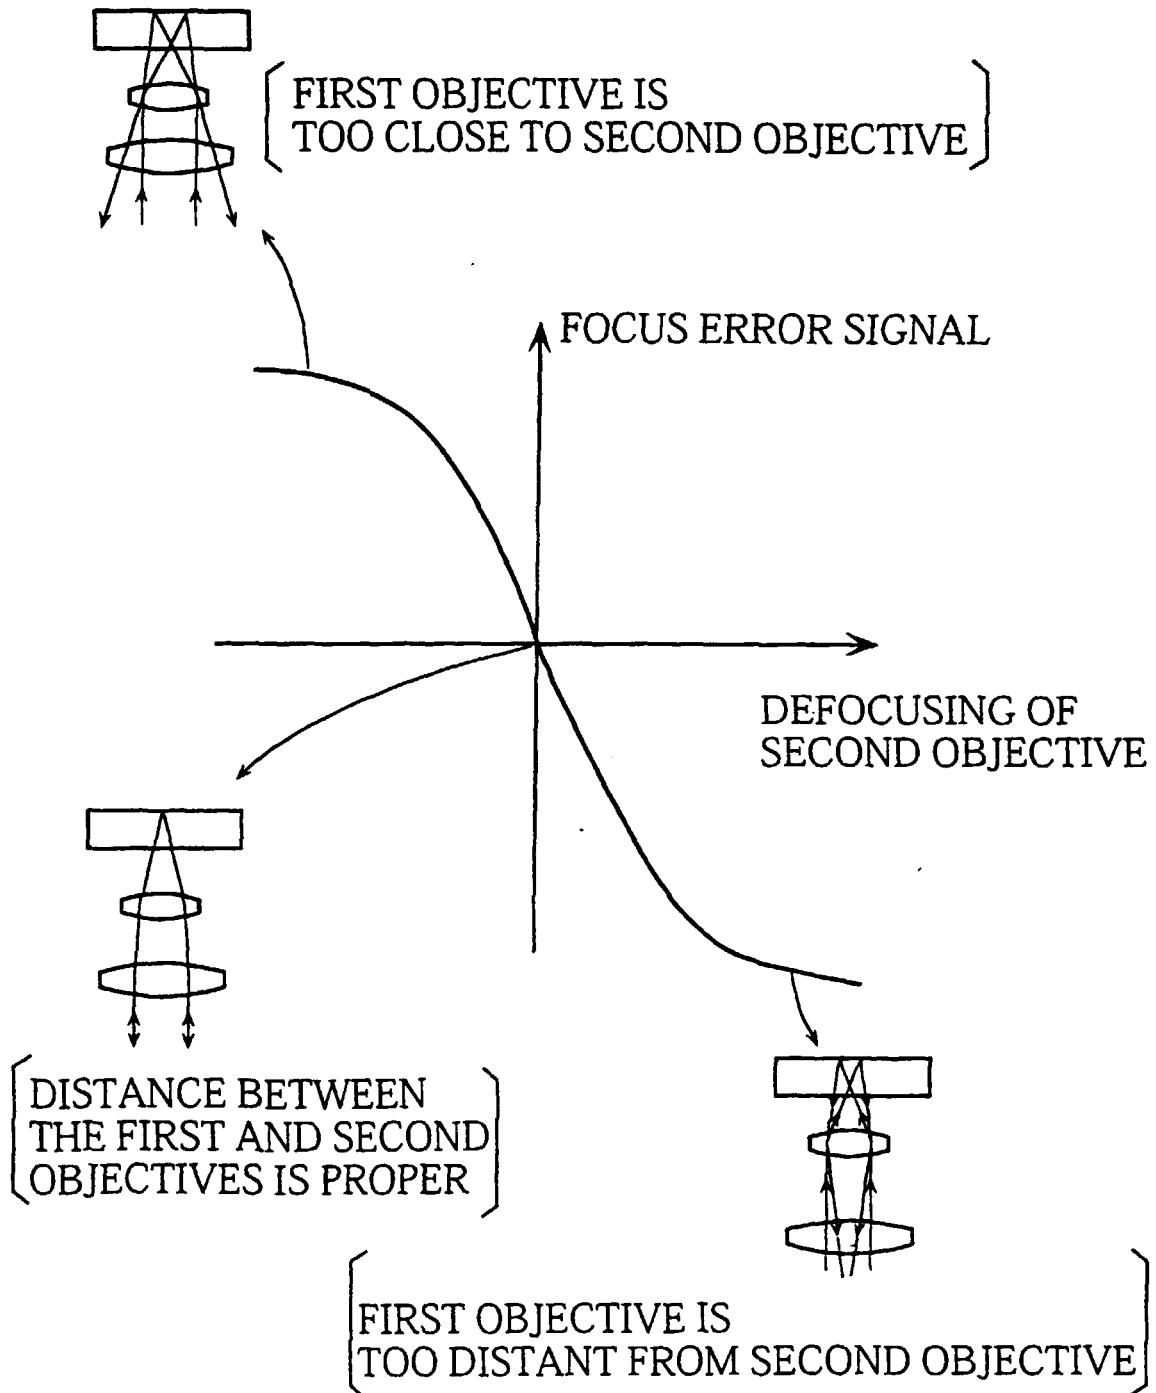 FIRST OBJECTIVE IS
TOO CLOSE TO SECOND OBJECTIVE
FOCUS ERROR SIGNAL
DEFOCUSING OF
SECOND OBJECTIVE
DISTANCE BETWEEN
THE FIRST AND SECOND
OBJECTIVES IS PROPER
FIRST OBJECTIVE IS
TOO DISTANT FROM SECOND OBJECTIVE